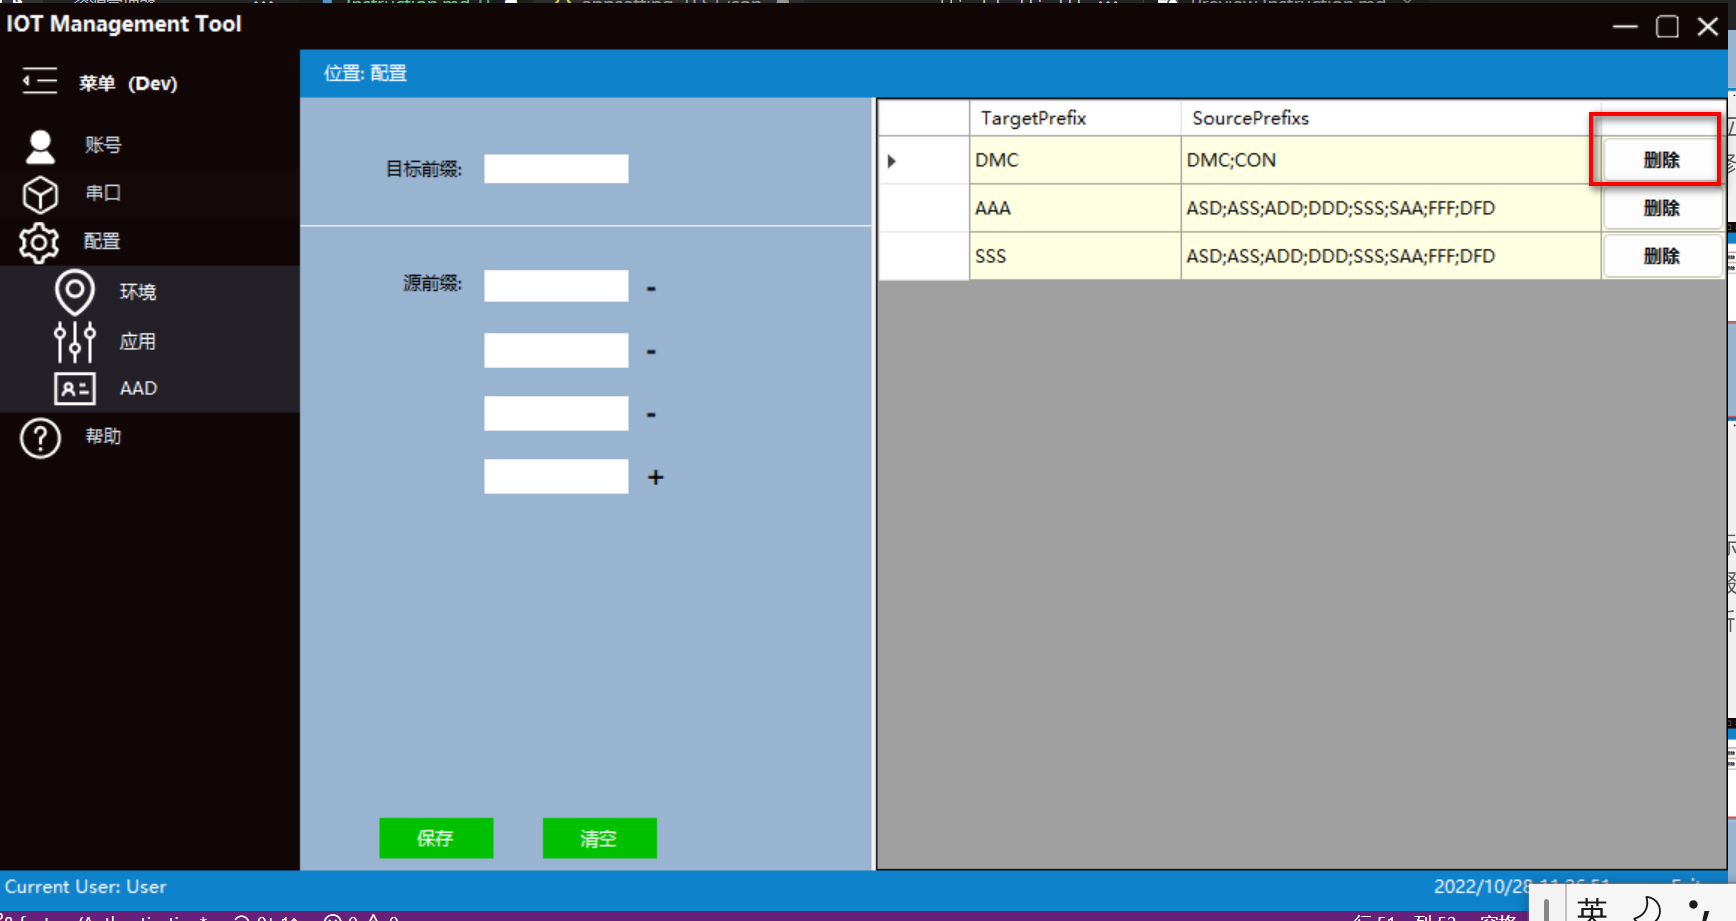 IOT Management Tool
菜单 (Dev)
账号
串口
配置
环境
应用
AAD
帮助
位置: 配置
目标前缀:
源前缀:
-
-
-
+
保存
清空
TargetPrefix SourcePrefixs
DMC DMC;CON 删除
AAA ASD;ASS;ADD;DDD;SSS;SAA;FFF;DFD 删除
SSS ASD;ASS;ADD;DDD;SSS;SAA;FFF;DFD 删除
Current User: User
2022/10/28
英